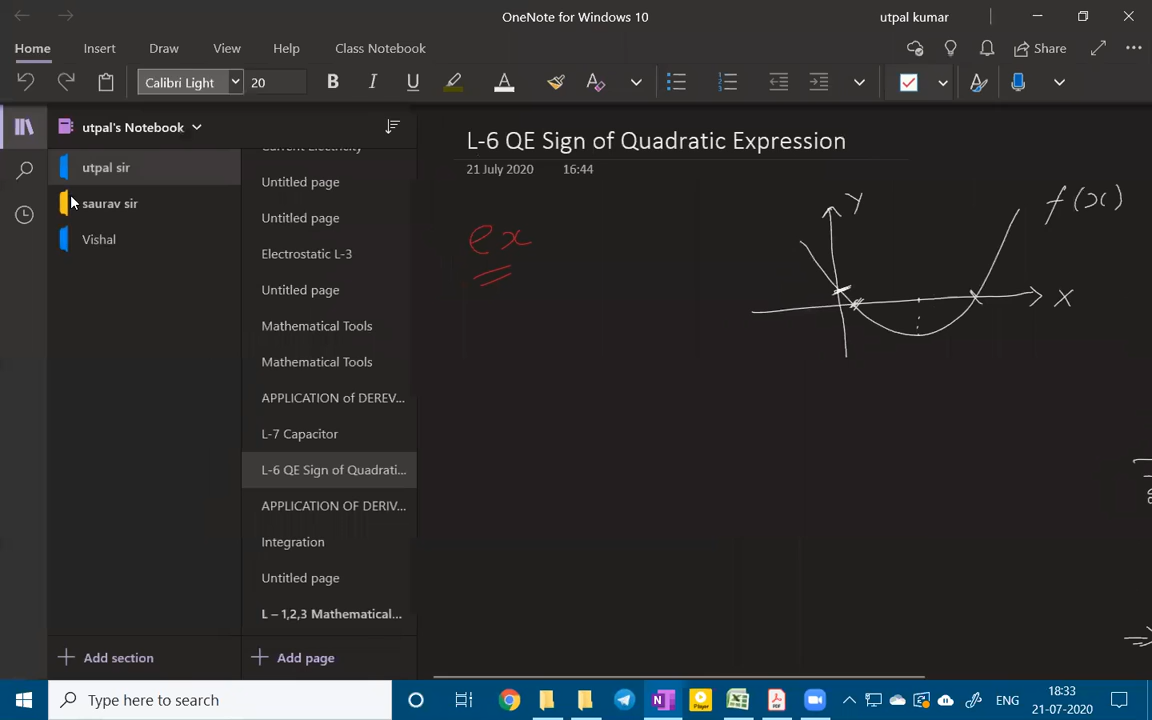 OneNote for Windows 10
utpal kumar
Home Insert Draw View Help Class Notebook
Share
Calibri Light 20 B I U A A
utpal's Notebook
utpal sir
saurav sir
Vishal
Current Electricity
Untitled page
Untitled page
Electrostatic L-3
Untitled page
Mathematical Tools
Mathematical Tools
APPLICATION of DEREV...
L-7 Capacitor
L-6 QE Sign of Quadrati...
APPLICATION OF DERIV...
Integration
Untitled page
L – 1,2,3 Mathematical...
Add section
Add page
L-6 QE Sign of Quadratic Expression
21 July 2020 16:44
ex
Y
f(x)
X
Type here to search
Player
ENG
18:33
21-07-2020